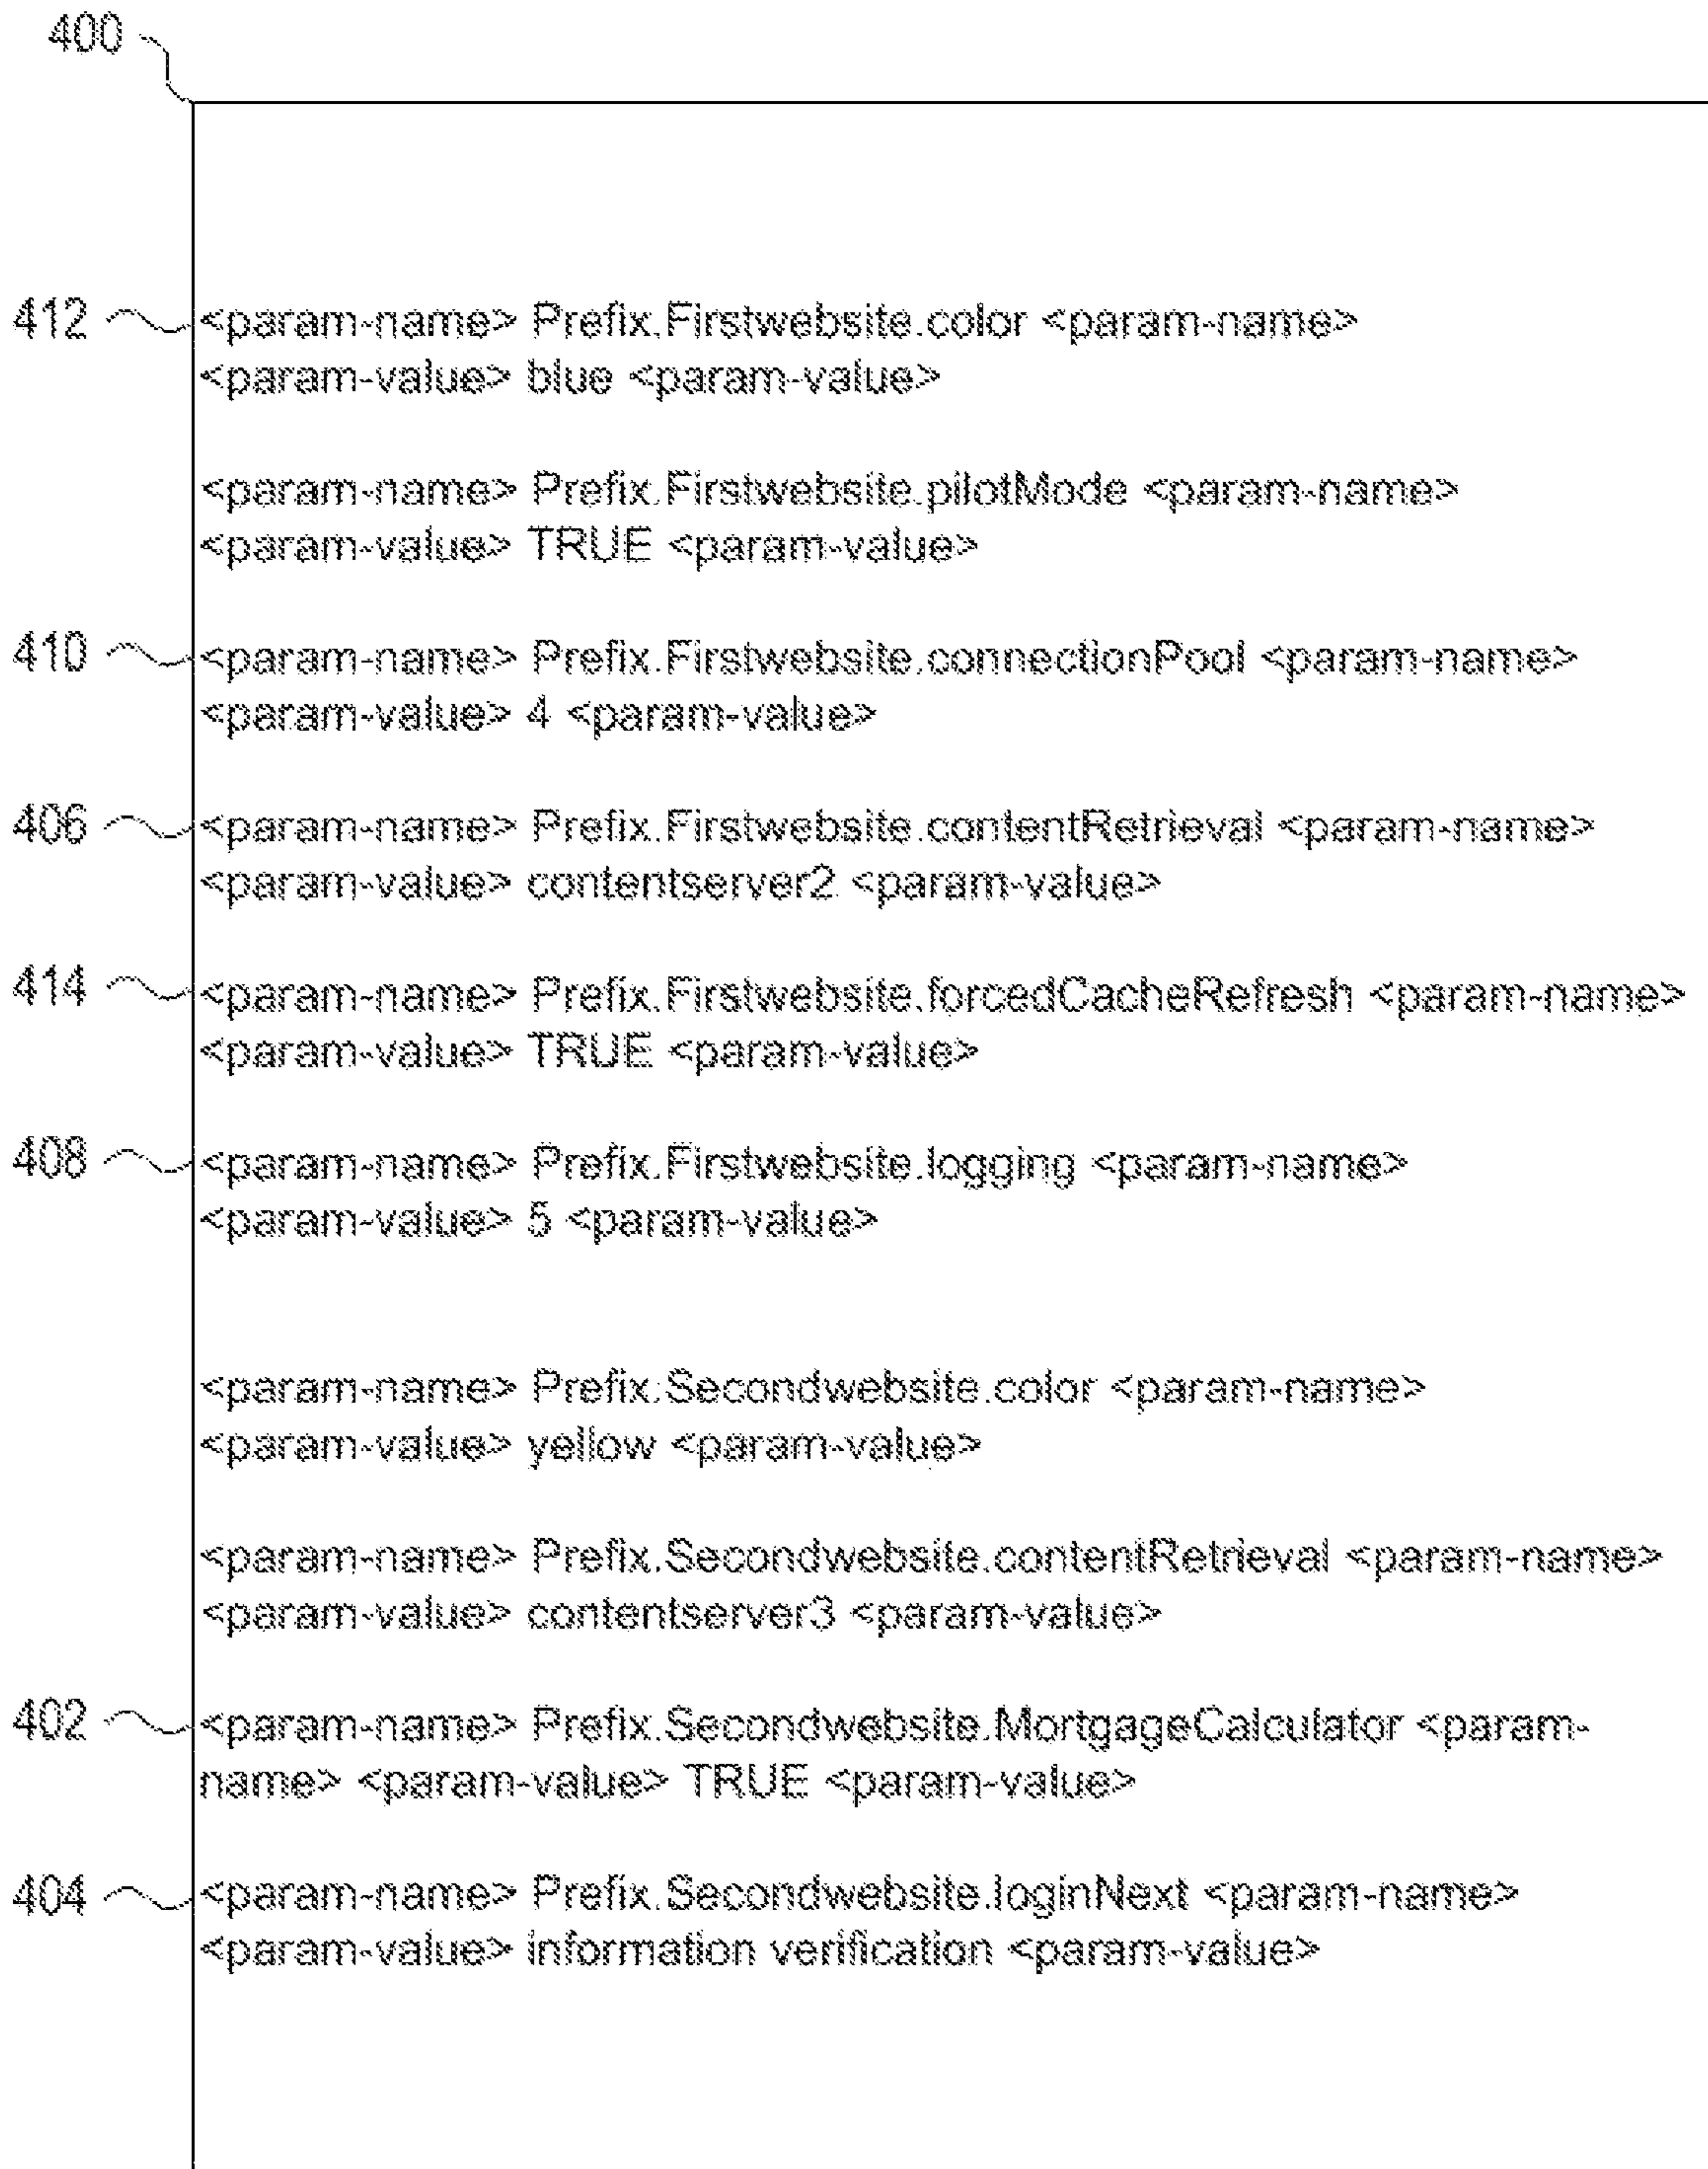 400
412 <param-name> Prefix.Firstwebsite.color <param-name>
<param-value> blue <param-value>
<param-name> Prefix.Firstwebsite.pilotMode <param-name>
<param-value> TRUE <param-value>
410 <param-name> Prefix.Firstwebsite.connectionPool <param-name>
<param-value> 4 <param-value>
406 <param-name> Prefix.Firstwebsite.contentRetrieval <param-name>
<param-value> contentserver2 <param-value>
414 <param-name> Prefix.Firstwebsite.forcedCacheRefresh <param-name>
<param-value> TRUE <param-value>
408 <param-name> Prefix.Firstwebsite.logging <param-name>
<param-value> 5 <param-value>
<param-name> Prefix.Secondwebsite.color <param-name>
<param-value> yellow <param-value>
<param-name> Prefix.Secondwebsite.contentRetrieval <param-name>
<param-value> contentserver3 <param-value>
402 <param-name> Prefix.Secondwebsite.MortgageCalculator <param-
name> <param-value> TRUE <param-value>
404 <param-name> Prefix.Secondwebsite.loginNext <param-name>
<param-value> information verification <param-value>